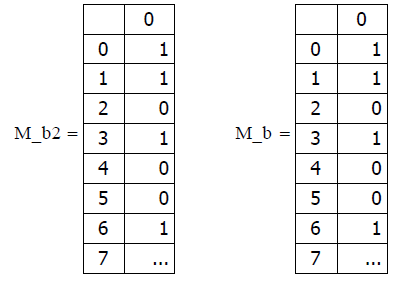 0 0
0 1 0 1
1 1 1 1
2 0 2 0
M_b2 = 3 1 M_b = 3 1
4 0 4 0
5 0 5 0
6 1 6 1
7 ... 7 ...